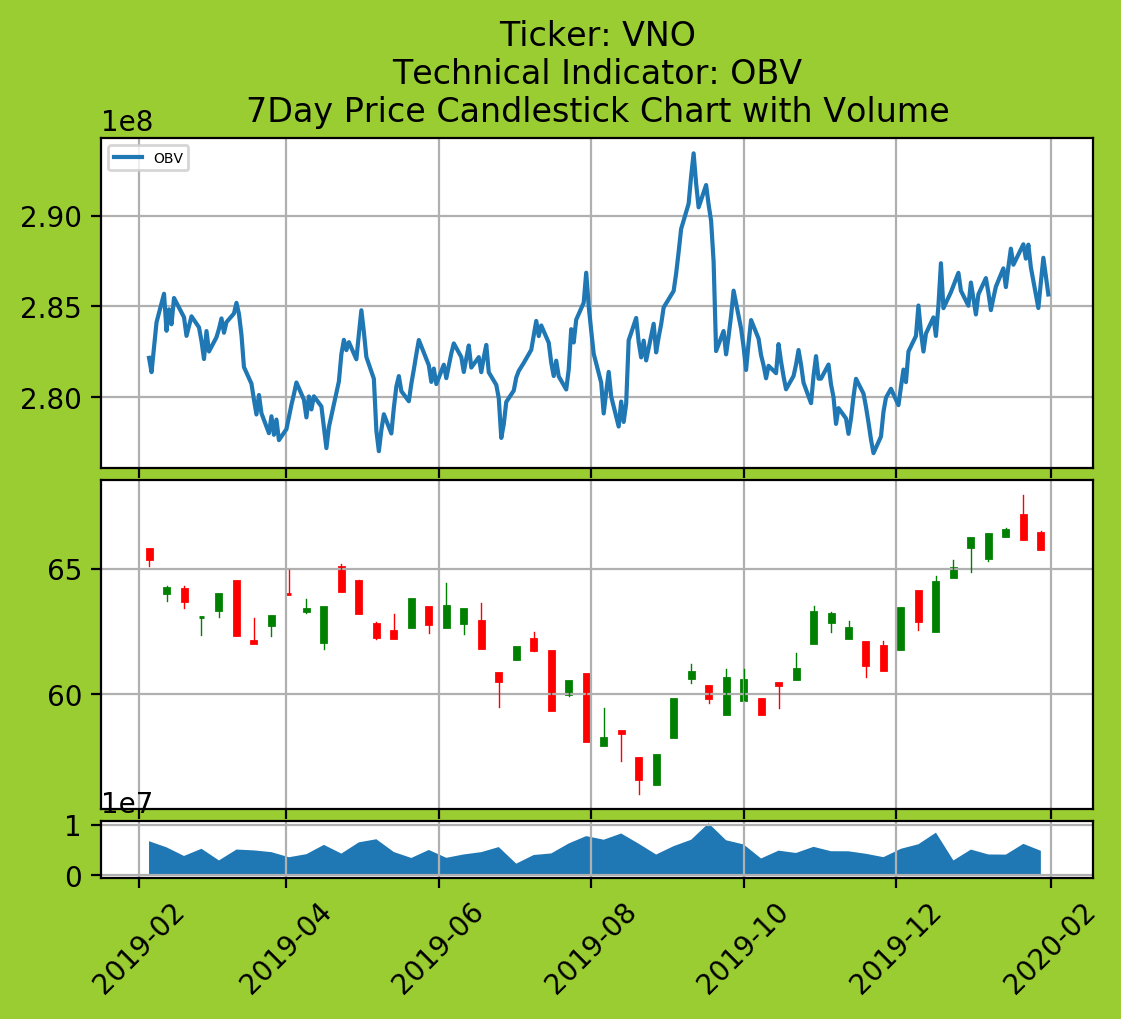 Ticker: VNO
Technical Indicator: OBV
7Day Price Candlestick Chart with Volume
1e8
OBV
2.90
2.85
2.80
65
60
1e7
1
0
2019-02
2019-04
2019-06
2019-08
2019-10
2019-12
2020-02